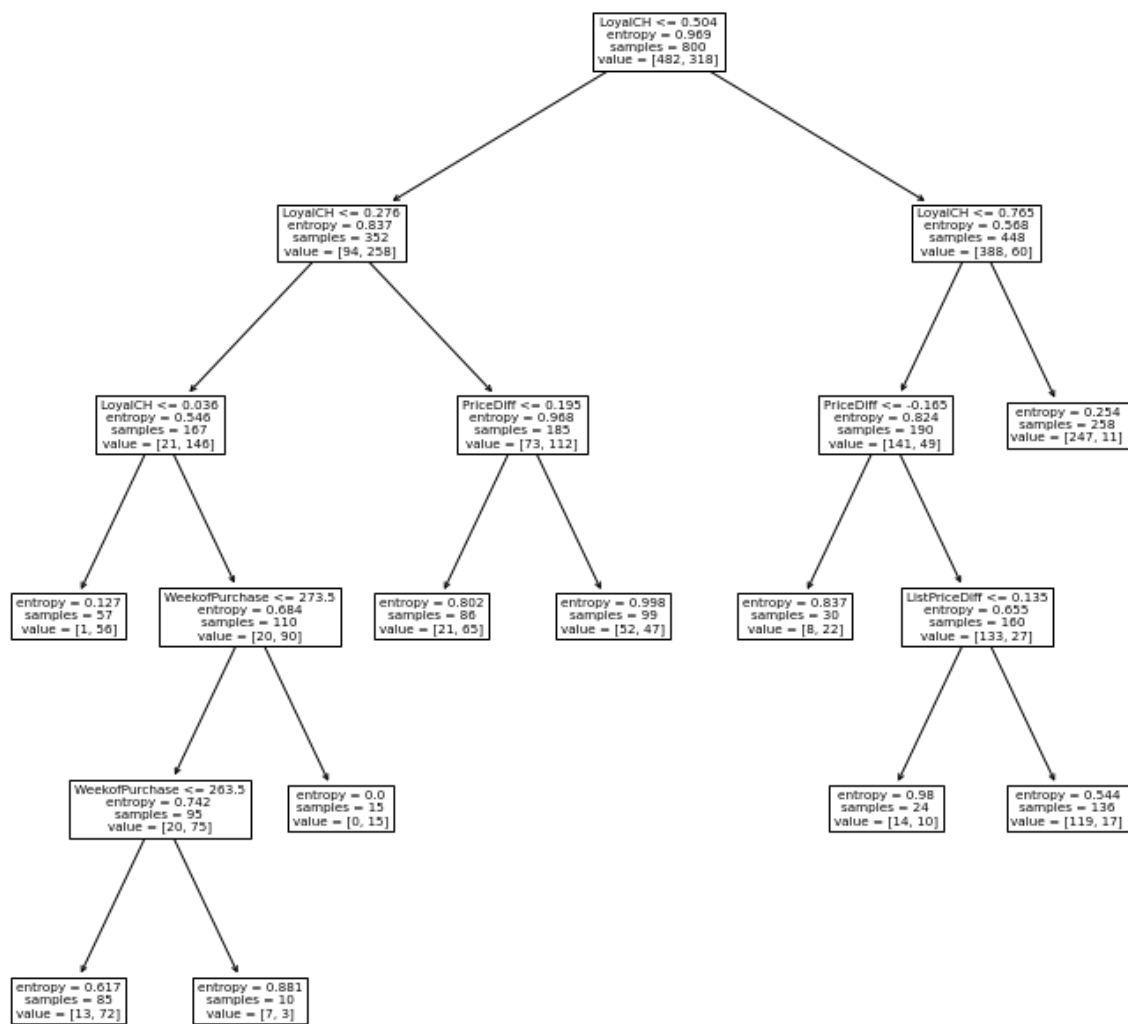 LoyalCH <= 0.504
entropy = 0.969
samples = 800
value = [482, 318]
LoyalCH <= 0.276
entropy = 0.837
samples = 352
value = [94, 258]
LoyalCH <= 0.765
entropy = 0.568
samples = 448
value = [388, 60]
LoyalCH <= 0.036
entropy = 0.546
samples = 167
value = [21, 146]
PriceDiff <= 0.195
entropy = 0.968
samples = 185
value = [73, 112]
PriceDiff <= -0.165
entropy = 0.824
samples = 190
value = [141, 49]
entropy = 0.254
samples = 258
value = [247, 11]
entropy = 0.127
samples = 57
value = [1, 56]
WeekofPurchase <= 273.5
entropy = 0.684
samples = 110
value = [20, 90]
entropy = 0.802
samples = 86
value = [21, 65]
entropy = 0.998
samples = 99
value = [52, 47]
entropy = 0.837
samples = 30
value = [8, 22]
ListPriceDiff <= 0.135
entropy = 0.655
samples = 160
value = [133, 27]
WeekofPurchase <= 263.5
entropy = 0.742
samples = 95
value = [20, 75]
entropy = 0.0
samples = 15
value = [0, 15]
entropy = 0.98
samples = 24
value = [14, 10]
entropy = 0.544
samples = 136
value = [119, 17]
entropy = 0.617
samples = 85
value = [13, 72]
entropy = 0.881
samples = 10
value = [7, 3]